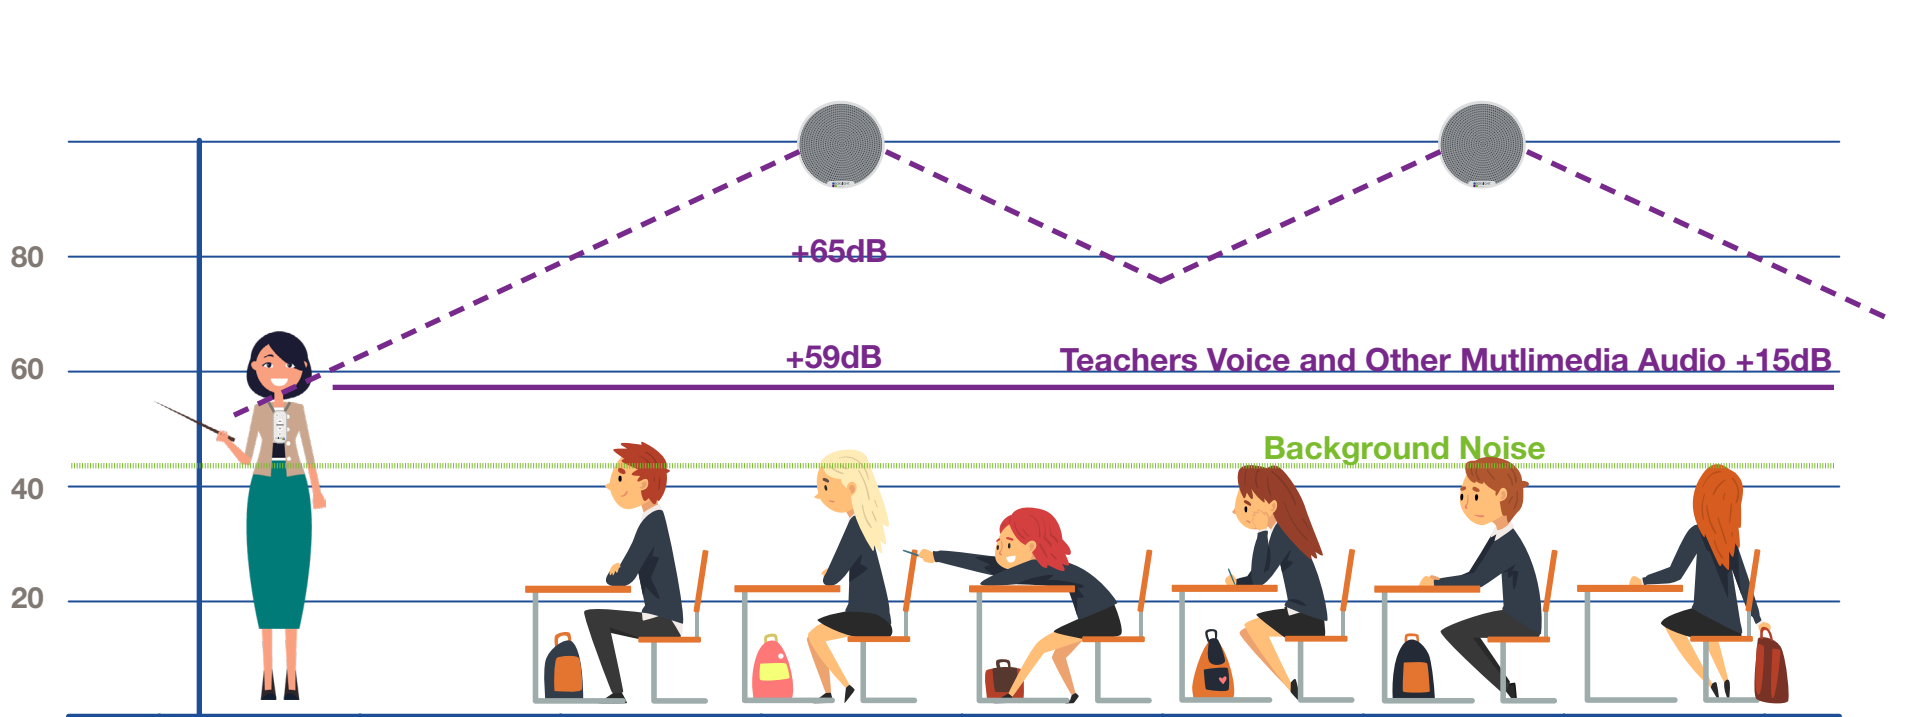 80
+65dB
60
+59dB
Teachers Voice and Other Mutlimedia Audio +15dB
Background Noise
40
20